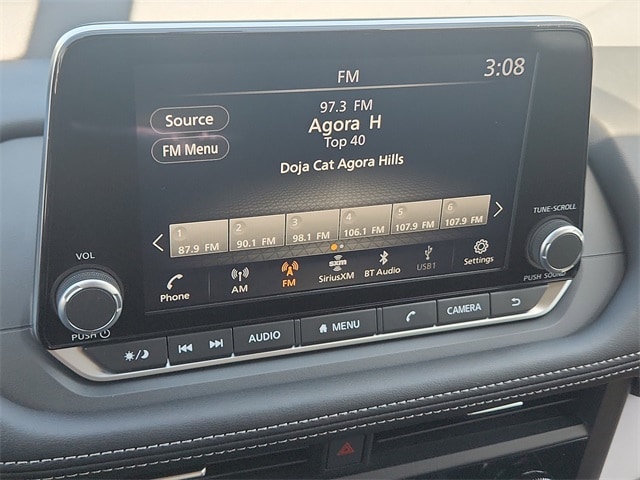 FM
3:08
97.3 FM
Source
Agora H
Top 40
FM Menu
Doja Cat Agora Hills
1 2 3 4 5 6
87.9 FM 90.1 FM 98.1 FM 106.1 FM 107.9 FM 107.9 FM
TUNE·SCROLL
VOL
Phone AM FM sxm SiriusXM BT Audio USB1 Settings
PUSH
PUSH SOUND
AUDIO MENU CAMERA